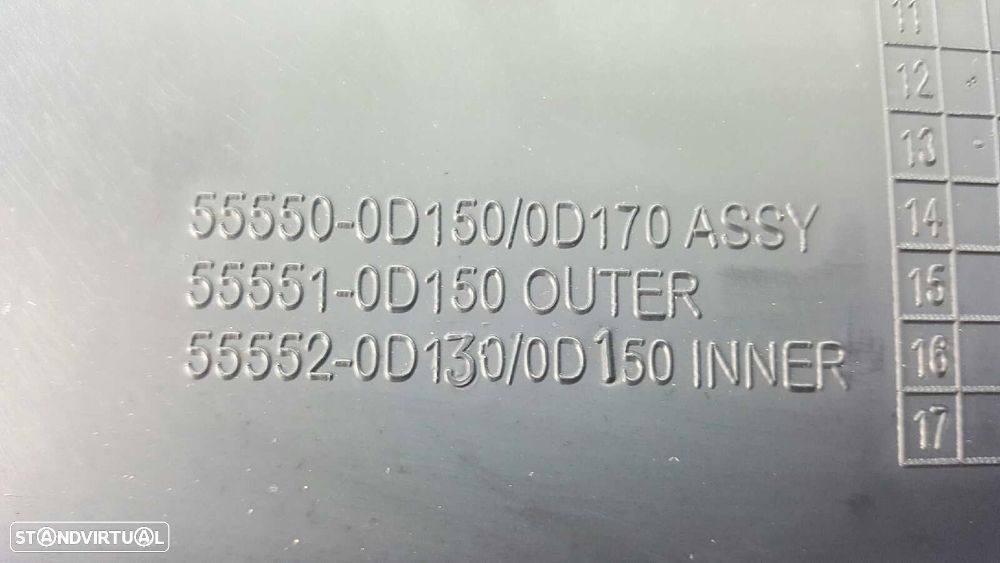 55550-0D150/0D170 ASSY
55551-0D150 OUTER
55552-0D130/0D150 INNER
11
12
13
14
15
16
17
STANDVIRTUAL